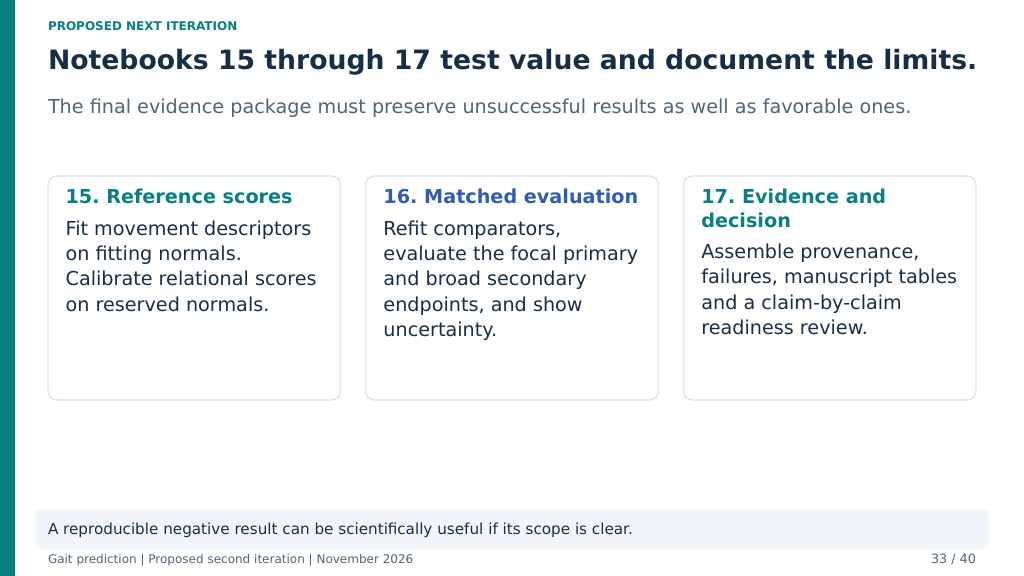 PROPOSED NEXT ITERATION
Notebooks 15 through 17 test value and document the limits.
The final evidence package must preserve unsuccessful results as well as favorable ones.
15. Reference scores
Fit movement descriptors
on fitting normals.
Calibrate relational scores
on reserved normals.
16. Matched evaluation
Refit comparators,
evaluate the focal primary
and broad secondary
endpoints, and show
uncertainty.
17. Evidence and
decision
Assemble provenance,
failures, manuscript tables
and a claim-by-claim
readiness review.
A reproducible negative result can be scientifically useful if its scope is clear.
Gait prediction | Proposed second iteration | November 2026
33 / 40